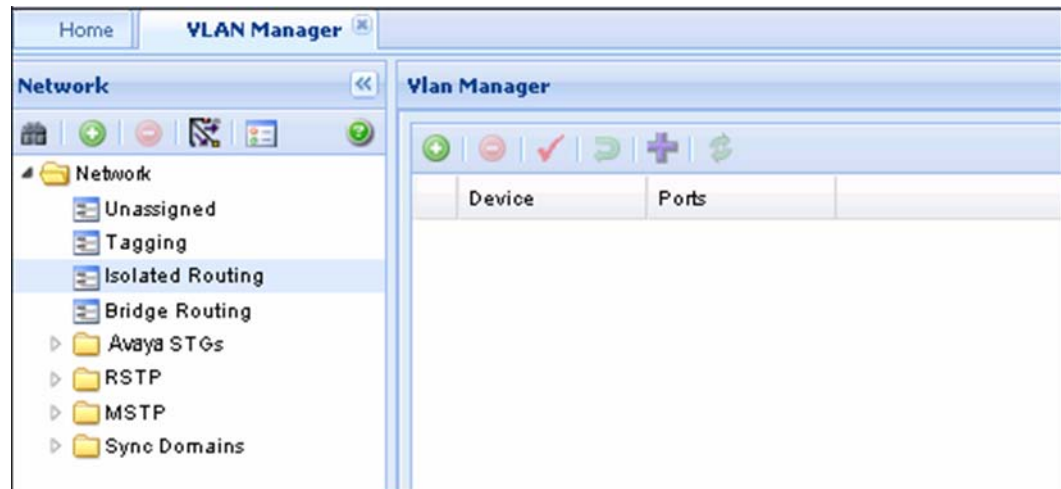 Home
VLAN Manager
Network
Vlan Manager
Device Ports
Network
Unassigned
Tagging
Isolated Routing
Bridge Routing
Avaya STGs
RSTP
MSTP
Sync Domains